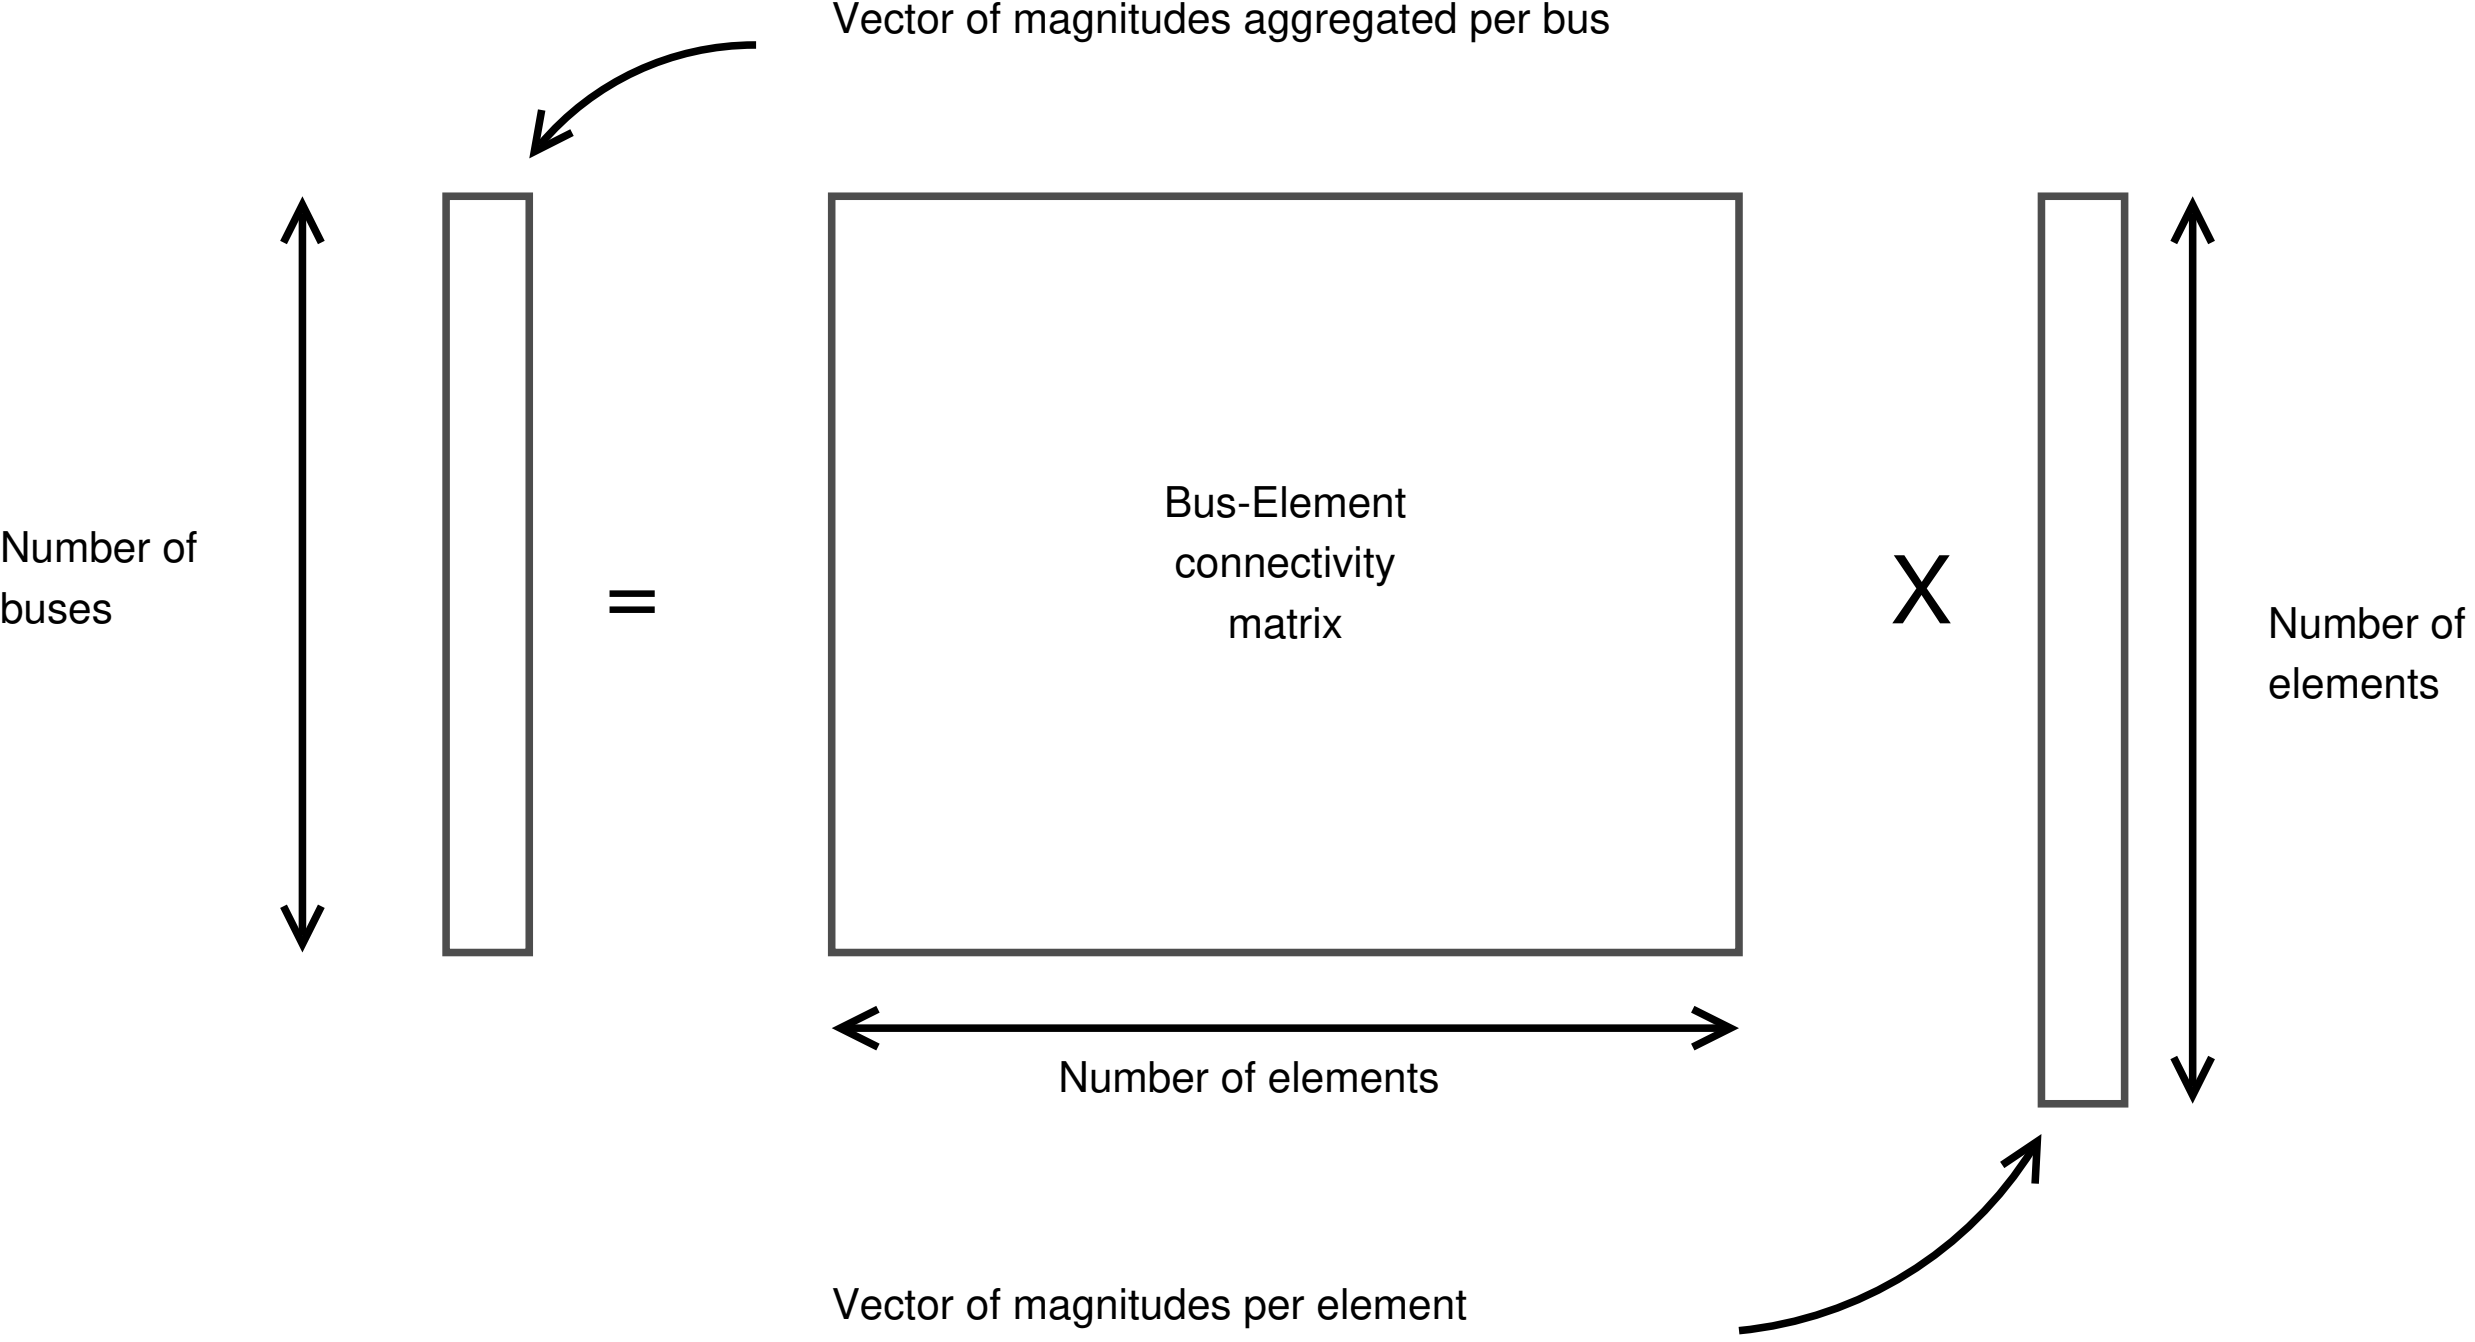 Vector of magnitudes aggregated per bus
Number of
buses
=
Bus-Element
connectivity
matrix
X
Number of
elements
Number of elements
Vector of magnitudes per element